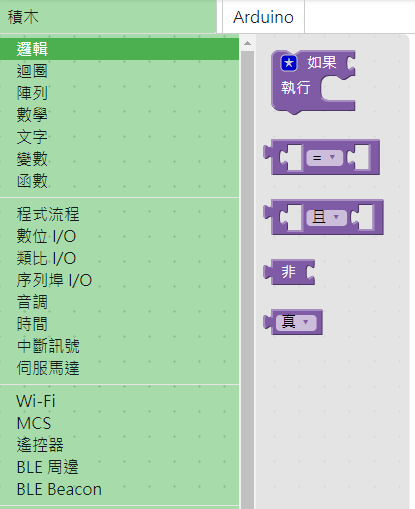 積木
Arduino
邏輯
迴圈
陣列
數學
文字
變數
函數
程式流程
數位 I/O
類比 I/O
序列埠 I/O
音調
時間
中斷訊號
伺服馬達
Wi-Fi
MCS
遙控器
BLE 周邊
BLE Beacon
如果
執行
=
且
非
真